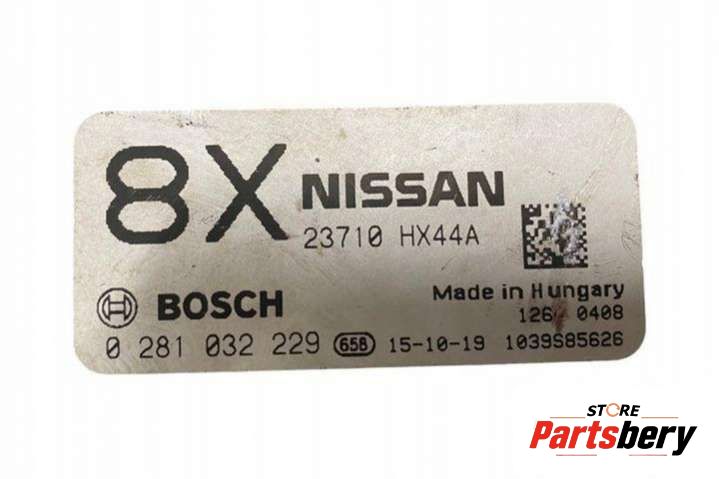 8X NISSAN
23710 HX44A
BOSCH
Made in Hungary
0408
0 281 032 229 658 15-10-19 1039S85626
STORE
Partsbery